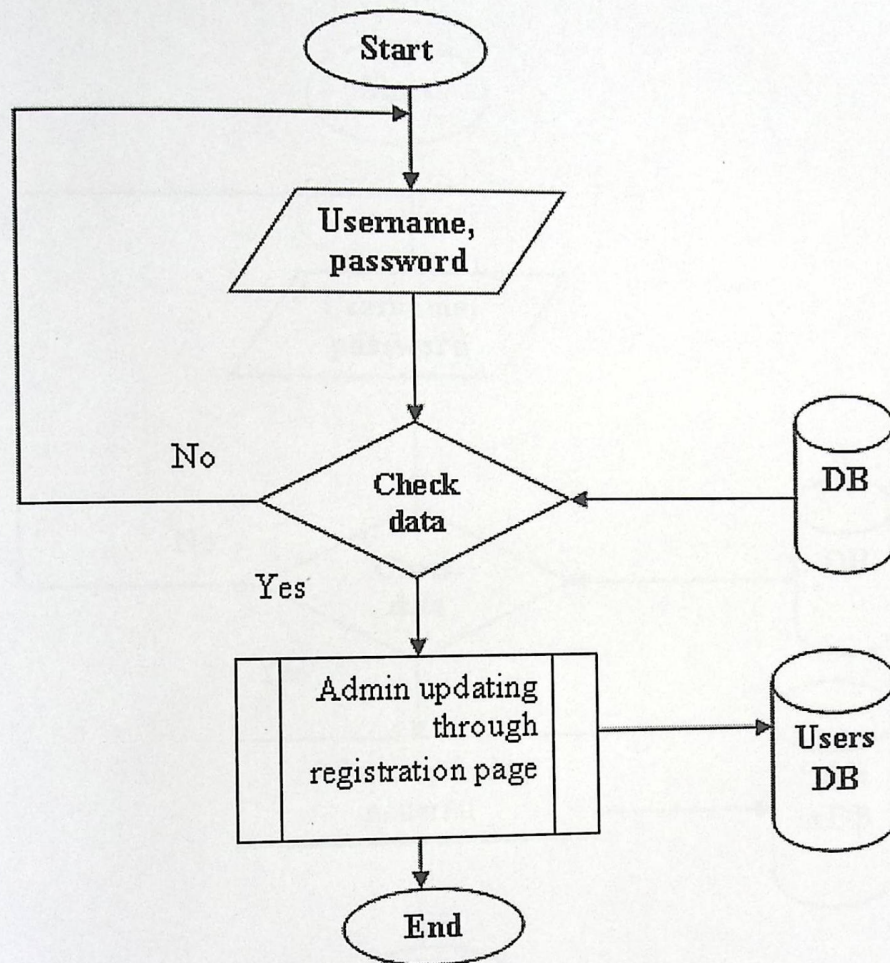 Start
Username,
password
No
Check
data
DB
Yes
Admin updating
through
registration page
Users
DB
End